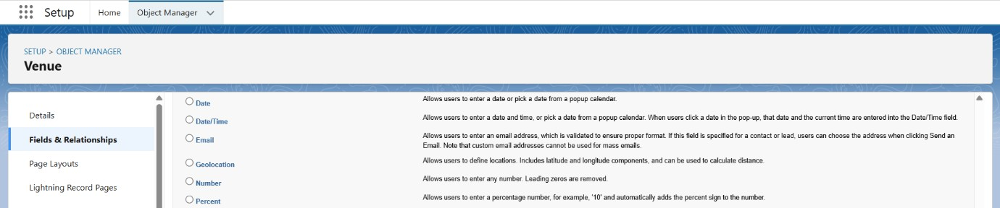 Setup Home Object Manager
SETUP > OBJECT MANAGER
Venue
Details
Fields & Relationships
Page Layouts
Lightning Record Pages
Date Allows users to enter a date or pick a date from a popup calendar.
Date/Time Allows users to enter a date and time, or pick a date from a popup calendar. When users click a date in the pop-up, that date and the current time are entered into the Date/Time field.
Email Allows users to enter an email address, which is validated to ensure proper format. If this field is specified for a contact or lead, users can choose the address when clicking Send an
Email. Note that custom email addresses cannot be used for mass emails.
Geolocation Allows users to define locations. Includes latitude and longitude components, and can be used to calculate distance.
Number Allows users to enter any number. Leading zeros are removed.
Percent Allows users to enter a percentage number, for example, '10' and automatically adds the percent sign to the number.